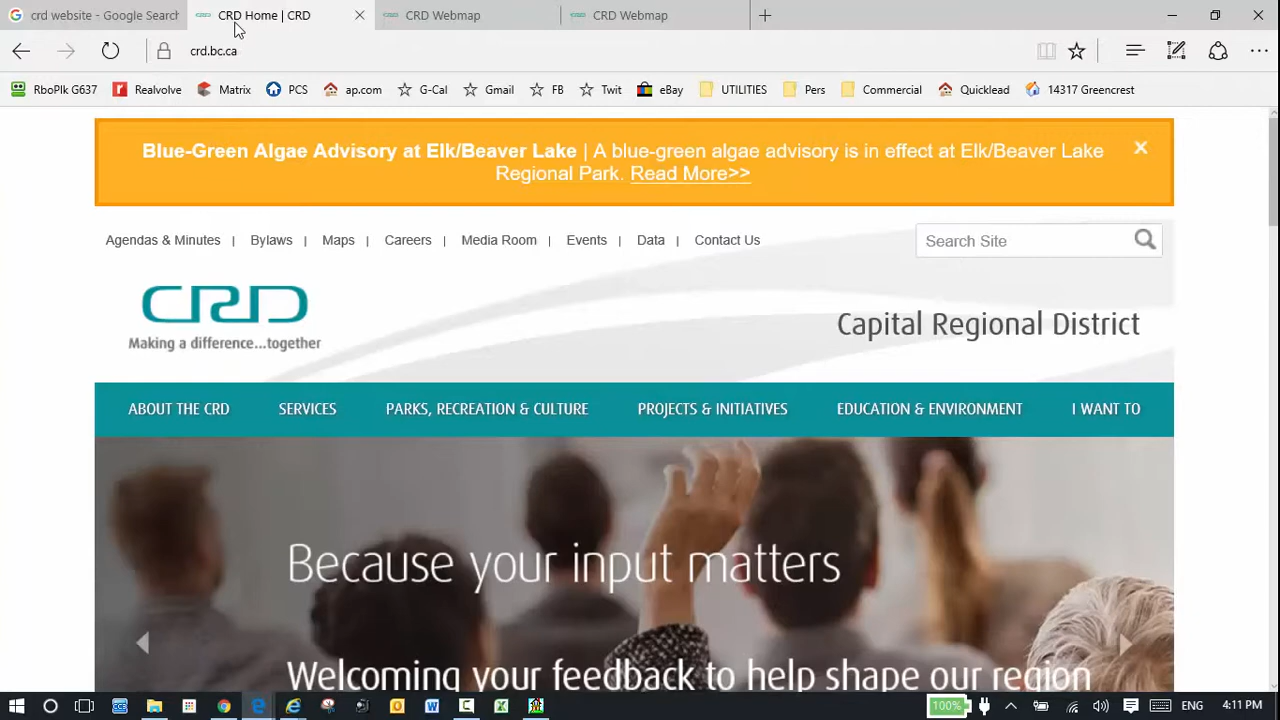 crd website - Google Search
CRD Home | CRD
CRD Webmap
CRD Webmap
crd.bc.ca
RboPlk G637
Realvolve
Matrix
PCS
ap.com
G-Cal
Gmail
FB
Twit
eBay
UTILITIES
Pers
Commercial
Quicklead
14317 Greencrest
Blue-Green Algae Advisory at Elk/Beaver Lake | A blue-green algae advisory is in effect at Elk/Beaver Lake
Regional Park. Read More>>
Agendas & Minutes | Bylaws | Maps | Careers | Media Room | Events | Data | Contact Us
Search Site
CRD
Making a difference...together
Capital Regional District
ABOUT THE CRD
SERVICES
PARKS, RECREATION & CULTURE
PROJECTS & INITIATIVES
EDUCATION & ENVIRONMENT
I WANT TO
Because your input matters
Welcoming your feedback to help shape our region
100%
ENG
4:11 PM